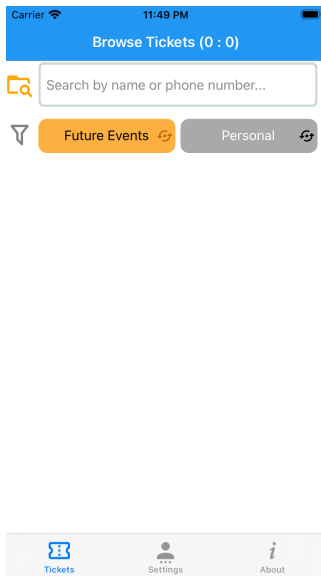 Carrier 11:49 PM
Browse Tickets (0 : 0)
Search by name or phone number...
Future Events Personal
Tickets Settings About